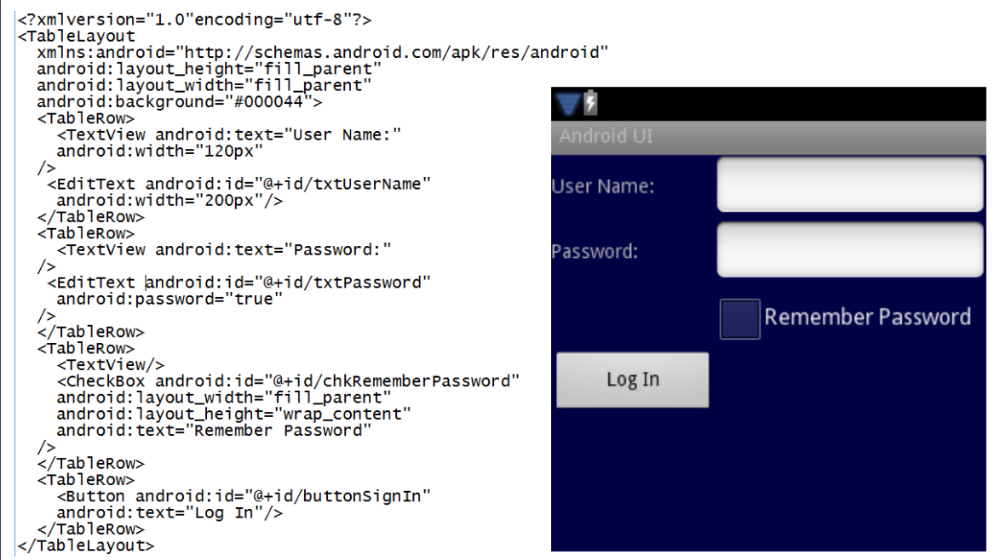 <?xmlversion="1.0"encoding="utf-8"?>
<TableLayout
xmlns:android="http://schemas.android.com/apk/res/android"
android:layout_height="fill_parent"
android:layout_width="fill_parent"
android:background="#000044">
<TableRow>
<TextView android:text="User Name:"
android:width="120px"
/>
<EditText android:id="@+id/txtUserName"
android:width="200px"/>
</TableRow>
<TableRow>
<TextView android:text="Password:"
/>
<EditText android:id="@+id/txtPassword"
android:password="true"
/>
</TableRow>
<TableRow>
<TextView/>
<CheckBox android:id="@+id/chkRememberPassword"
android:layout_width="fill_parent"
android:layout_height="wrap_content"
android:text="Remember Password"
/>
</TableRow>
<TableRow>
<Button android:id="@+id/buttonSignIn"
android:text="Log In"/>
</TableRow>
</TableLayout>
Android UI
User Name:
Password:
Remember Password
Log In